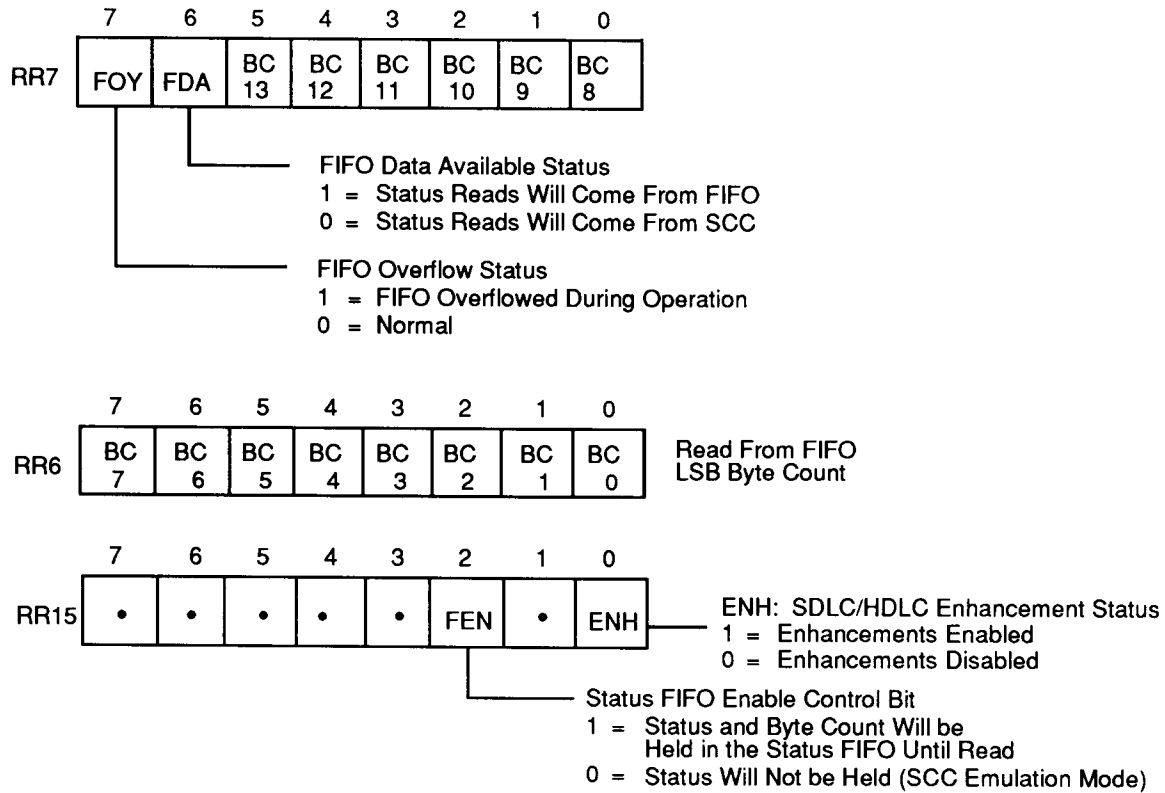 7 6 5 4 3 2 1 0
RR7 FOY FDA BC 13 BC 12 BC 11 BC 10 BC 9 BC 8
FIFO Data Available Status
1 = Status Reads Will Come From FIFO
0 = Status Reads Will Come From SCC
FIFO Overflow Status
1 = FIFO Overflowed During Operation
0 = Normal
7 6 5 4 3 2 1 0
RR6 BC 7 BC 6 BC 5 BC 4 BC 3 BC 2 BC 1 BC 0
Read From FIFO
LSB Byte Count
7 6 5 4 3 2 1 0
RR15 • • • • • FEN • ENH
ENH: SDLC/HDLC Enhancement Status
1 = Enhancements Enabled
0 = Enhancements Disabled
Status FIFO Enable Control Bit
1 = Status and Byte Count Will be
Held in the Status FIFO Until Read
0 = Status Will Not be Held (SCC Emulation Mode)